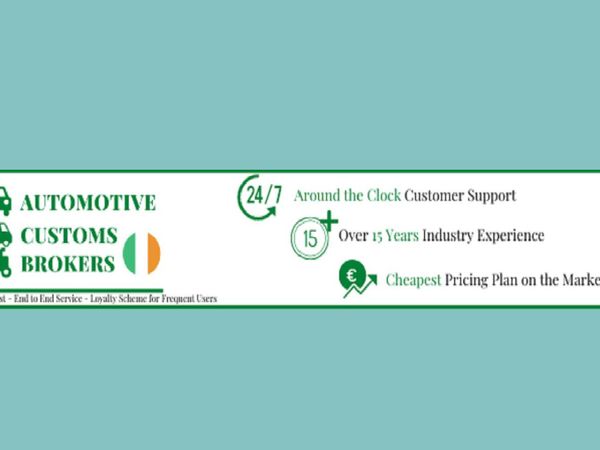 AUTOMOTIVE
CUSTOMS
BROKERS
- End to End Service - Loyalty Scheme for Frequent Users
24/7 Around the Clock Customer Support
15+ Over 15 Years Industry Experience
€ Cheapest Pricing Plan on the